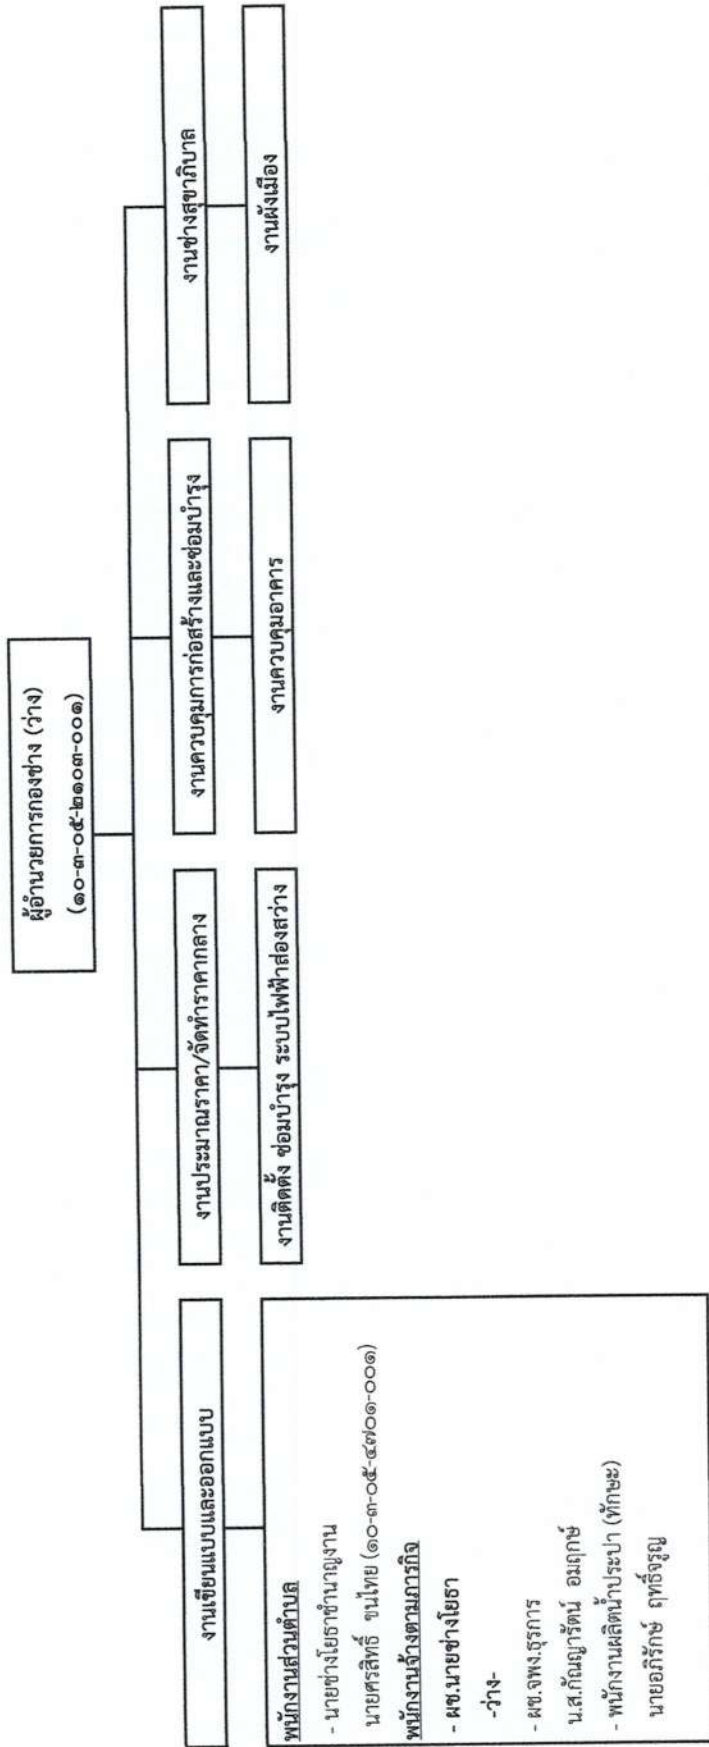 ผู้อำนวยการกองช่าง (ว่าง)
(๑๐-๓-๐๕-๒๑๐๓-๐๐๑)
งานเขียนแบบและออกแบบ
งานประมาณราคา/จัดทำราคากลาง
งานควบคุมการก่อสร้างและซ่อมบำรุง
งานช่างสุขาภิบาล
งานติดตั้ง ซ่อมบำรุง ระบบไฟฟ้าส่องสว่าง
งานควบคุมอาคาร
งานผังเมือง
พนักงานส่วนตำบล
- นายช่างโยธาชำนาญงาน
นายศรสิทธิ์ ขนไทย (๑๐-๓-๐๕-๔๗๐๑-๐๐๑)
พนักงานจ้างตามภารกิจ
- ผช.นายช่างโยธา
-ว่าง-
- ผช.จพง.ธุรการ
น.ส.กัณญารัตน์ อมฤกษ์
- พนักงานผลิตน้ำประปา (ทักษะ)
นายอภิรักษ์ ฤทธิ์จรูญ